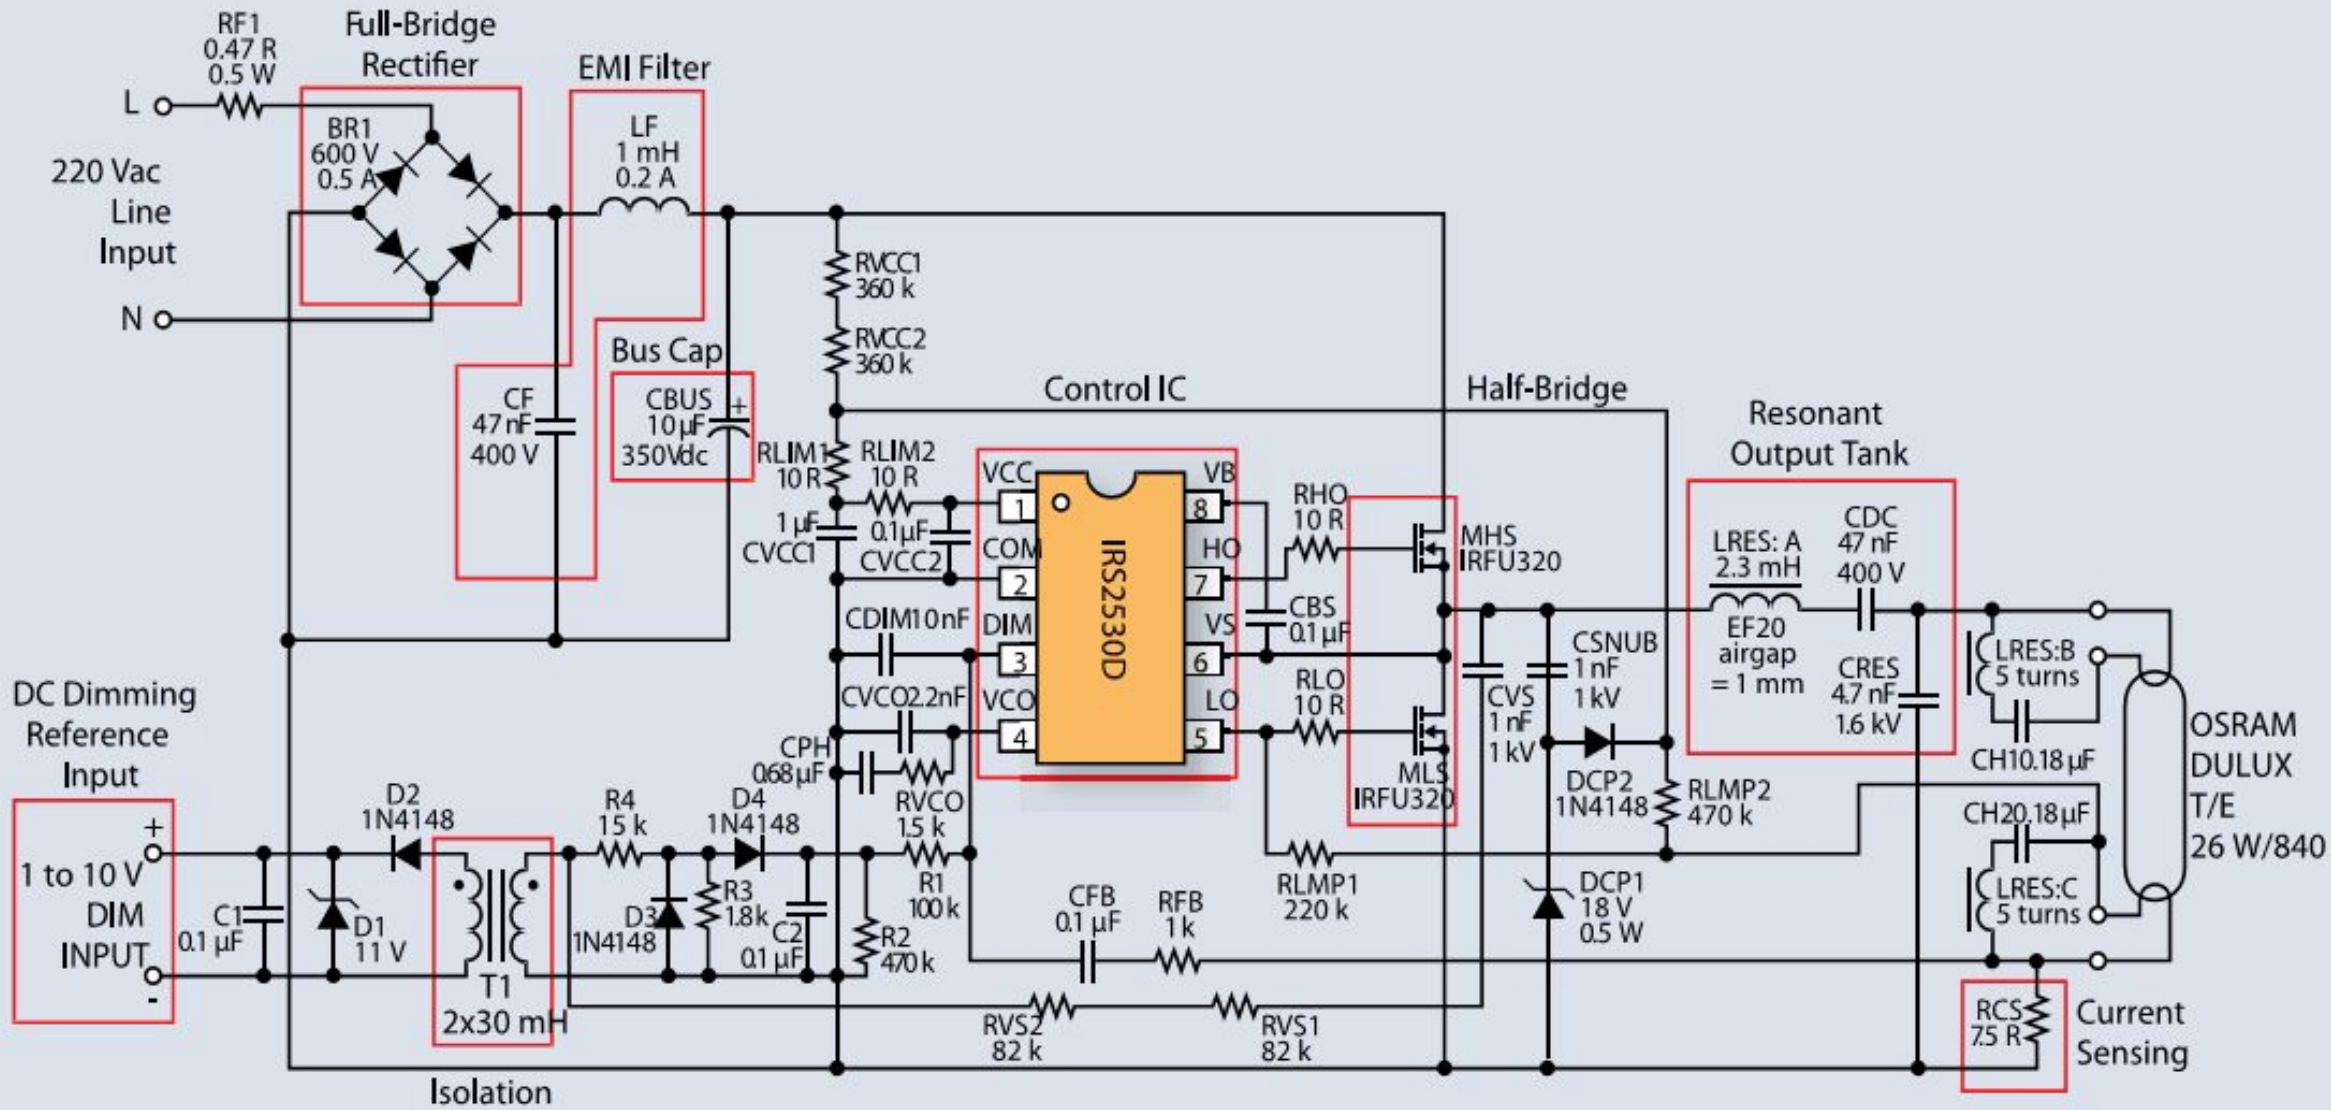 RF1
0.47 R
0.5 W
Full-Bridge
Rectifier
EMI Filter
L
BR1
600 V
0.5 A
LF
1 mH
0.2 A
220 Vac
Line
Input
N
RVCC1
360 k
RVCC2
360 k
Bus Cap
CF
47 nF
400 V
CBUS
10 µF
350Vdc
+
Control IC
Half-Bridge
Resonant
Output Tank
RLIM1
10 R
RLIM2
10 R
VCC
1
COM
2
DIM
3
VCO
4
IRS2530D
VB
8
HO
7
VS
6
LO
5
1 µF
CVCC1
0.1µF
CVCC2
CDIM10 nF
CVCO2.2nF
CPH
0.68 µF
RVCO
1.5 k
RHO
10 R
MHS
IRFU320
CBS
0.1 µF
RLO
10 R
MLS
IRFU320
CVS
1 nF
1 kV
CSNUB
1 nF
1 kV
DCP2
1N4148
RLMP2
470 k
LRES: A
2.3 mH
EF20
airgap
= 1 mm
CDC
47 nF
400 V
CRES
4.7 nF
1.6 kV
LRES:B
5 turns
CH10.18 µF
CH20.18 µF
LRES:C
5 turns
OSRAM
DULUX
T/E
26 W/840
DC Dimming
Reference
Input
+
1 to 10 V
DIM
INPUT
-
C1
0.1 µF
D1
11 V
D2
1N4148
T1
2x30 mH
Isolation
R4
15 k
D4
1N4148
D3
1N4148
R3
1.8k
C2
0.1 µF
R2
470 k
R1
100 k
CFB
0.1 µF
RFB
1 k
RLMP1
220 k
DCP1
18 V
0.5 W
RVS2
82 k
RVS1
82 k
RCS
7.5 R
Current
Sensing